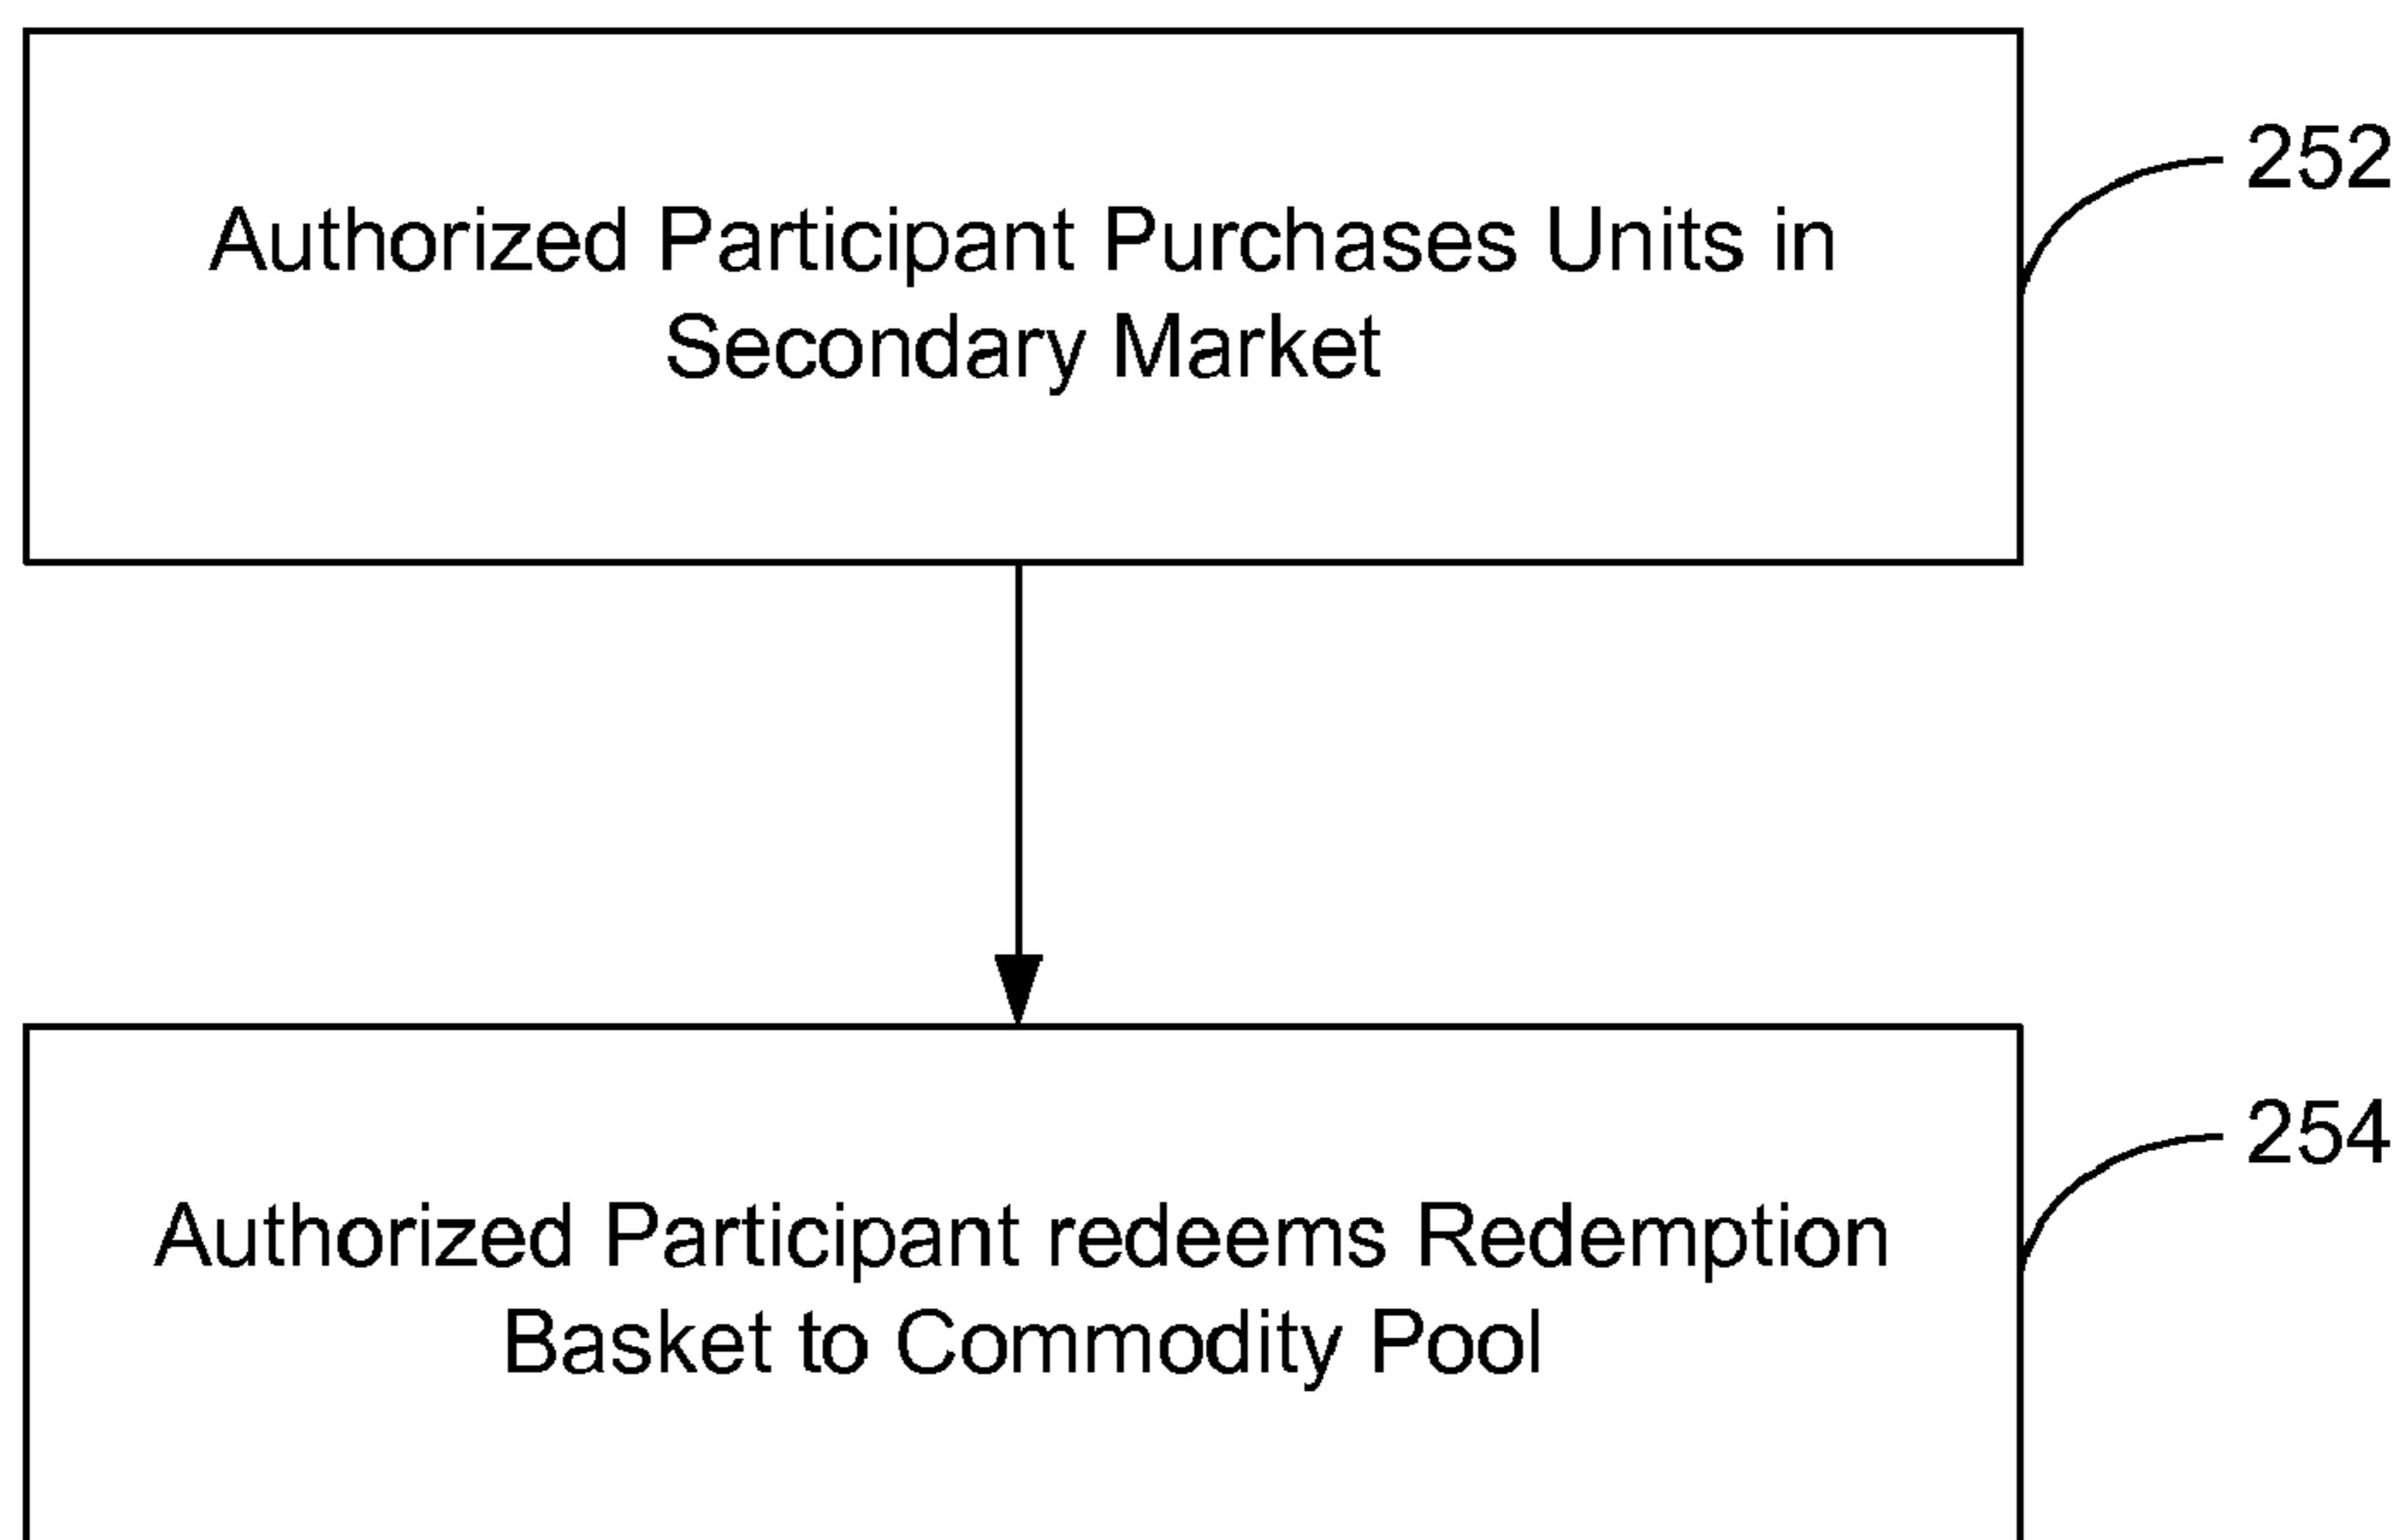 252
Authorized Participant Purchases Units in
Secondary Market
254
Authorized Participant redeems Redemption
Basket to Commodity Pool